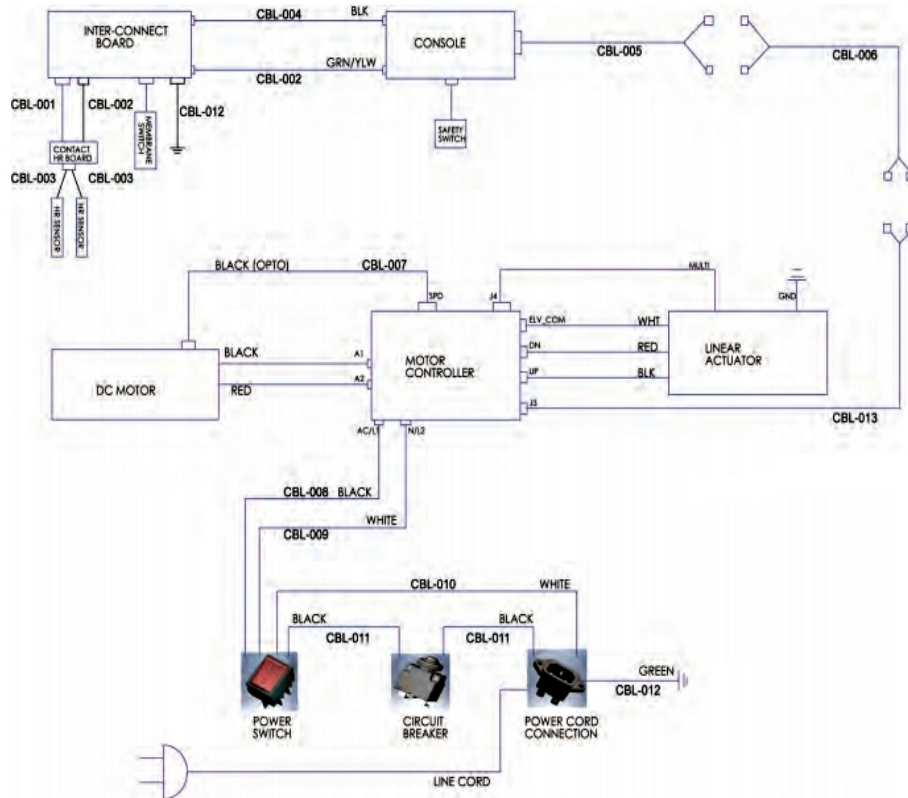 CBL-004
BLK
INTER-CONNECT
BOARD
CONSOLE
CBL-005
CBL-006
GRN/YLW
CBL-002
CBL-001
CBL-002
CBL-012
MEMBRANE
SWITCH
SAFETY
SWITCH
CONTACT
HR BOARD
CBL-003
CBL-003
HR SENSOR
HR SENSOR
BLACK (OPTO)
CBL-007
MULTI
SPD
J4
GND
ELV_COM
WHT
BLACK
A1
MOTOR
CONTROLLER
DN
RED
LINEAR
ACTUATOR
DC MOTOR
RED
A2
UP
BLK
J3
CBL-013
AC/L1
N/L2
CBL-008
BLACK
WHITE
CBL-009
CBL-010
WHITE
BLACK
CBL-011
BLACK
CBL-011
GREEN
CBL-012
POWER
SWITCH
CIRCUIT
BREAKER
POWER CORD
CONNECTION
LINE CORD